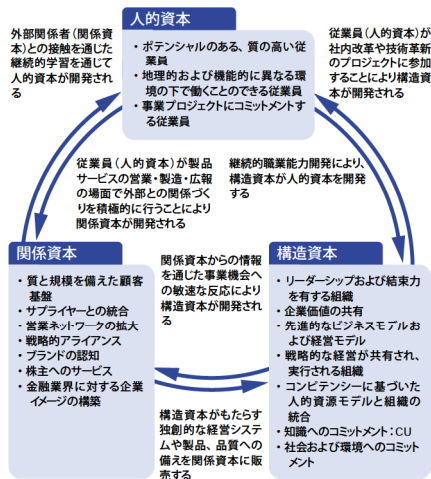 人的資本
・ポテンシャルのある、質の高い従
業員
・地理的および機能的に異なる環
境の下で働くことのできる従業員
・事業プロジェクトにコミットメントす
る従業員
外部関係者(関係資
本)との接触を通じた
継続的学習を通じて
人的資本が開発され
る
従業員(人的資本)が
社内改革や技術革新
のプロジェクトに参加
することにより構造資
本が開発される
従業員(人的資本)が製品
サービスの営業・製造・広報
の場面で外部との関係づく
りを積極的に行うことにより
関係資本が開発される
継続的職業能力開発により、
構造資本が人的資本を開発
する
関係資本
・質と規模を備えた顧客
基盤
・サプライヤーとの統合
- 営業ネットワークの拡大
・戦略的アライアンス
・ブランドの認知
・株主へのサービス
・金融業界に対する企業
イメージの構築
関係資本からの情報
を通じた事業機会へ
の敏速な反応により
構造資本が開発され
る
構造資本
・リーダーシップおよび結束力
を有する組織
・企業価値の共有
- 先進的なビジネスモデルお
よび経営モデル
・戦略的な経営が共有され、
実行される組織
・コンピテンシーに基づいた
人的資源モデルと組織の
統合
・知識へのコミットメント:CU
・社会および環境へのコミット
メント
構造資本がもたらす
独創的な経営システ
ムや製品、品質への
備えを関係資本に販
売する